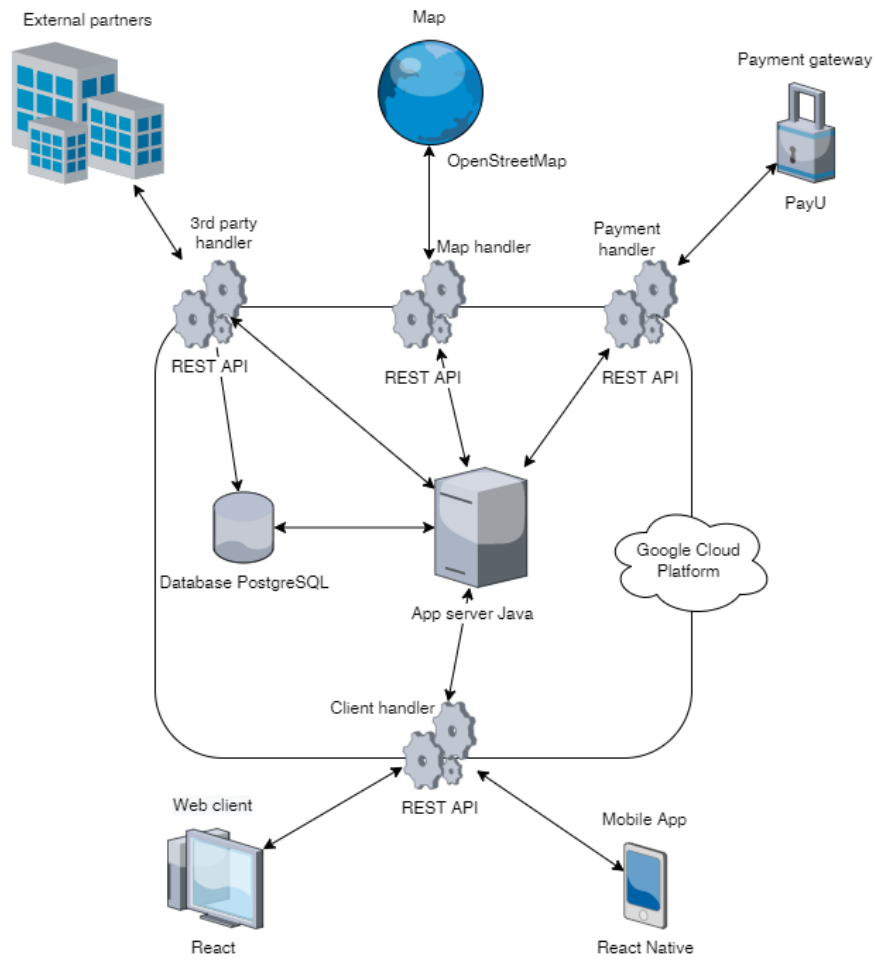 External partners
Map
Payment gateway
OpenStreetMap
PayU
3rd party
handler
Map handler
Payment
handler
REST API
REST API
REST API
Database PostgreSQL
App server Java
Google Cloud
Platform
Client handler
REST API
Web client
Mobile App
React
React Native